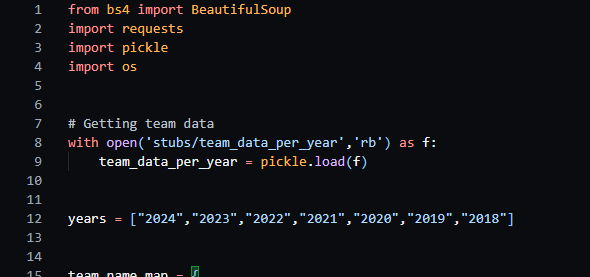 1 from bs4 import BeautifulSoup
2 import requests
3 import pickle
4 import os
5
6
7 # Getting team data
8 with open('stubs/team_data_per_year','rb') as f:
9     team_data_per_year = pickle.load(f)
10
11
12 years = ["2024","2023","2022","2021","2020","2019","2018"]
13
14
15 team_name_map = {